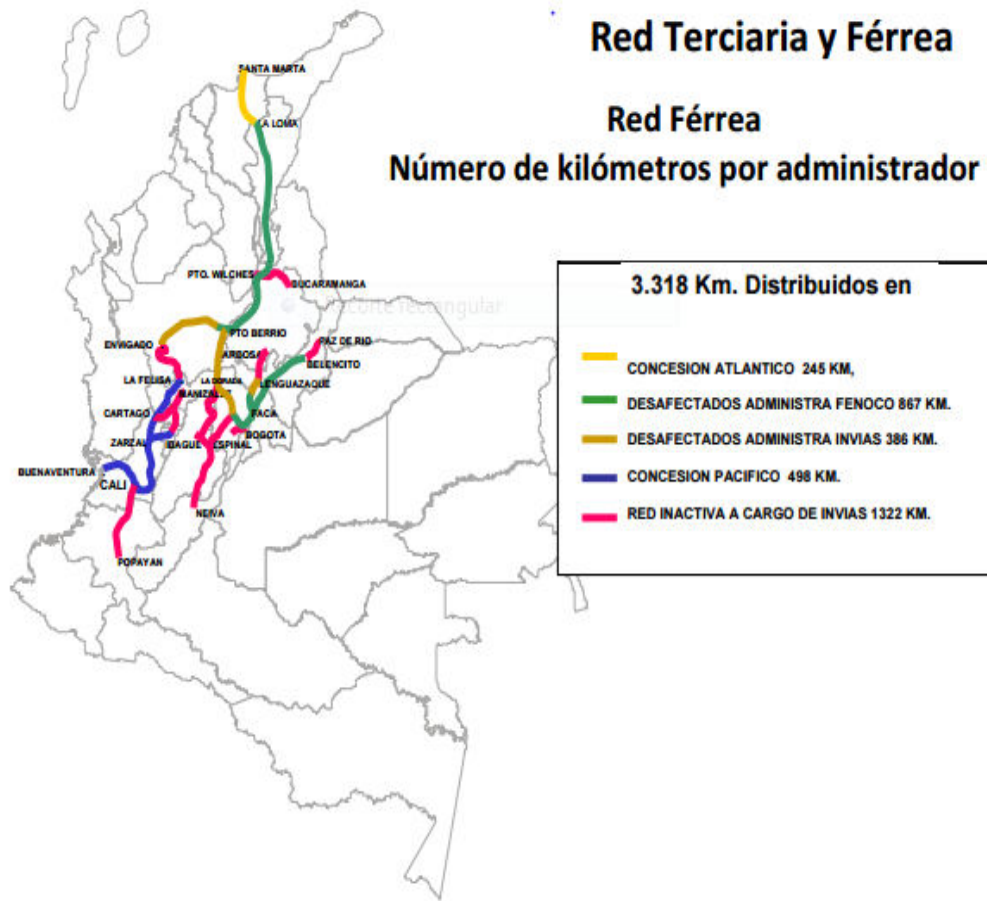 Red Terciaria y Férrea
Red Férrea
Número de kilómetros por administrador
SANTA MARTA
LA LOMA
PTO. WILCHES
BUCARAMANGA
3.318 Km. Distribuidos en
rectangular
PTO BERRIO
ENVIGADO
ARBOSA
PAZ DE RIO
BELENCITO
LA FELISA
LA DORADA
LENGUAZAQUE
MANIZALE
CARTAGO
FACA
ZARZAL
IBAGUE
ESPINAL
BOGOTA
BUENAVENTURA
CALI
NEIVA
POPAYAN
CONCESION ATLANTICO 245 KM,
DESAFECTADOS ADMINISTRA FENOCO 867 KM.
DESAFECTADOS ADMINISTRA INVIAS 386 KM.
CONCESION PACIFICO 498 KM.
RED INACTIVA A CARGO DE INVIAS 1322 KM.